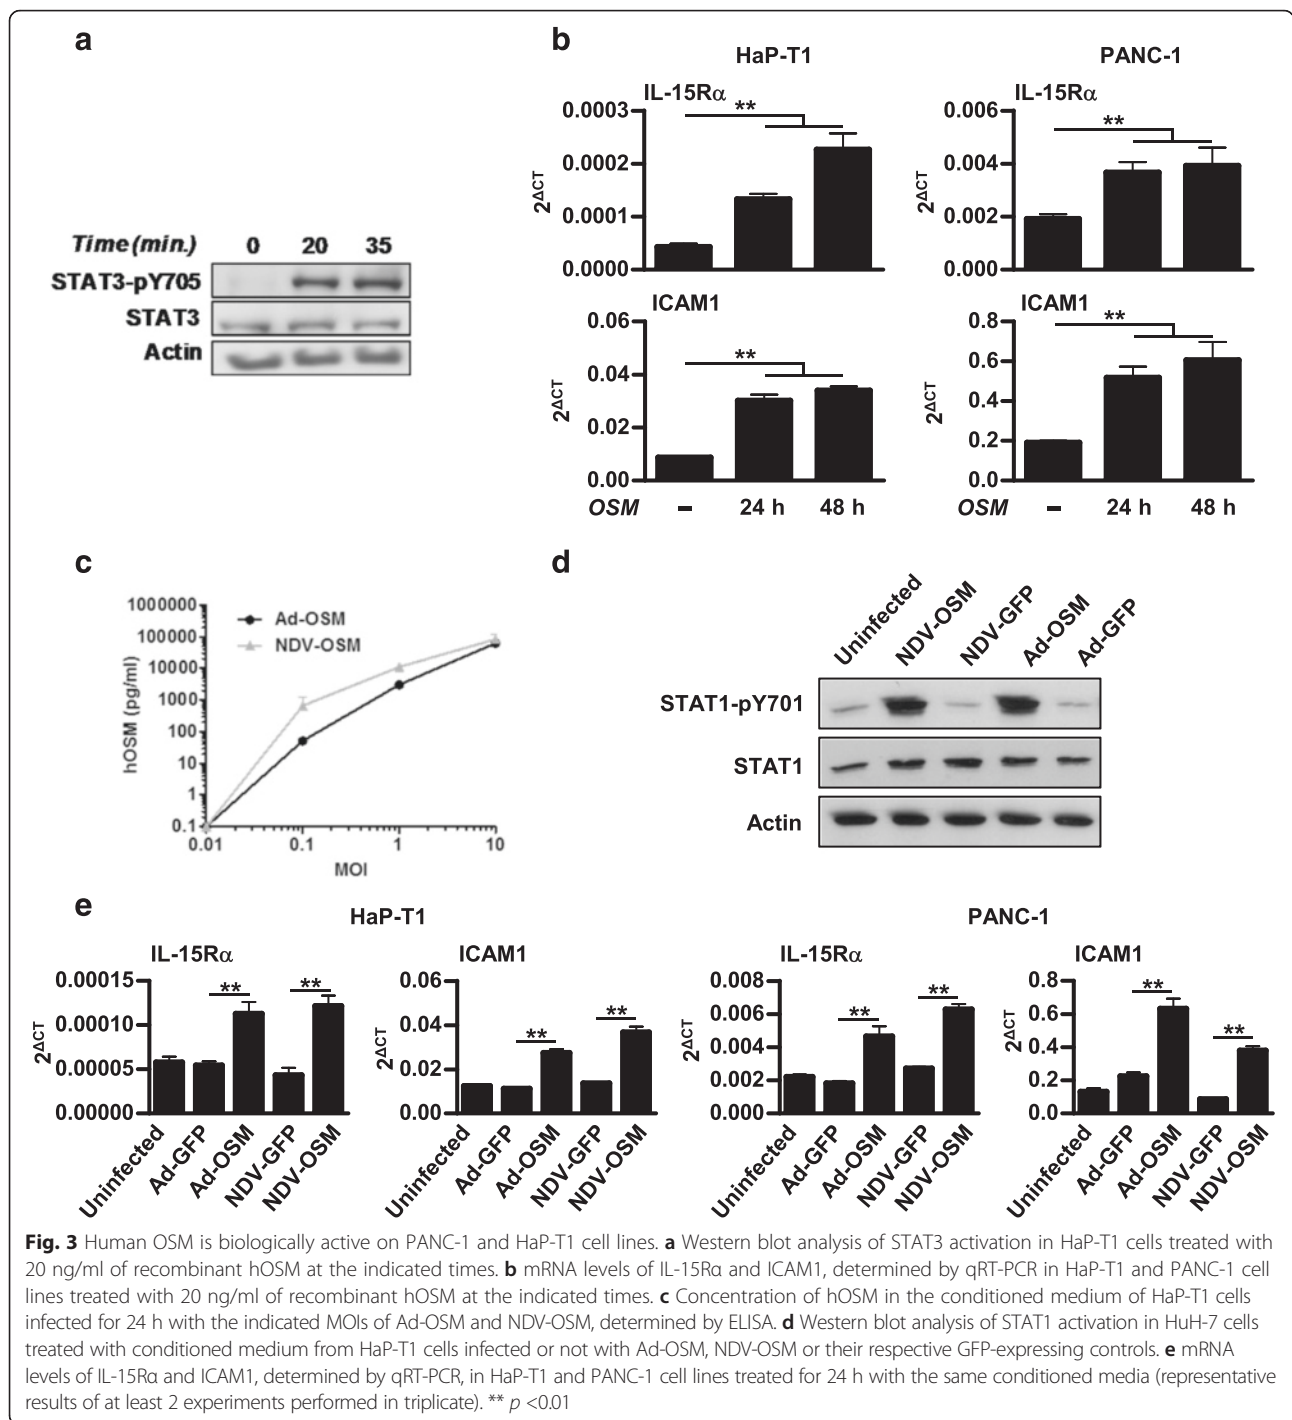 a
Time (min.) 0 20 35
STAT3-pY705
STAT3
Actin
b
HaP-T1 PANC-1
IL-15Rα IL-15Rα
** **
2^ΔCT 2^ΔCT
0.0003 0.006
0.0002 0.004
0.0001 0.002
0.0000 0.000
ICAM1 ICAM1
** **
2^ΔCT 2^ΔCT
0.06 0.8
0.04 0.6
0.02 0.4
0.00 0.2
0.0
OSM – 24 h 48 h – 24 h 48 h
c
hOSM (pg/ml)
1000000
100000
10000
1000
100
10
1
0.1
Ad-OSM
NDV-OSM
0.01 0.1 1 10
MOI
d
Uninfected NDV-OSM NDV-GFP Ad-OSM Ad-GFP
STAT1-pY701
STAT1
Actin
e
HaP-T1 PANC-1
IL-15Rα
2^ΔCT
0.00015
0.00010
0.00005
0.00000
** **
Uninfected Ad-GFP Ad-OSM NDV-GFP NDV-OSM
ICAM1
2^ΔCT
0.06
0.04
0.02
0.00
** **
Uninfected Ad-GFP Ad-OSM NDV-GFP NDV-OSM
IL-15Rα
2^ΔCT
0.008
0.006
0.004
0.002
0.000
** **
Uninfected Ad-GFP Ad-OSM NDV-GFP NDV-OSM
ICAM1
2^ΔCT
0.8
0.6
0.4
0.2
0.0
** **
Uninfected Ad-GFP Ad-OSM NDV-GFP NDV-OSM
Fig. 3 Human OSM is biologically active on PANC-1 and HaP-T1 cell lines. a Western blot analysis of STAT3 activation in HaP-T1 cells treated with
20 ng/ml of recombinant hOSM at the indicated times. b mRNA levels of IL-15Rα and ICAM1, determined by qRT-PCR in HaP-T1 and PANC-1 cell
lines treated with 20 ng/ml of recombinant hOSM at the indicated times. c Concentration of hOSM in the conditioned medium of HaP-T1 cells
infected for 24 h with the indicated MOIs of Ad-OSM and NDV-OSM, determined by ELISA. d Western blot analysis of STAT1 activation in HuH-7 cells
treated with conditioned medium from HaP-T1 cells infected or not with Ad-OSM, NDV-OSM or their respective GFP-expressing controls. e mRNA
levels of IL-15Rα and ICAM1, determined by qRT-PCR, in HaP-T1 and PANC-1 cell lines treated for 24 h with the same conditioned media (representative
results of at least 2 experiments performed in triplicate). ** p <0.01